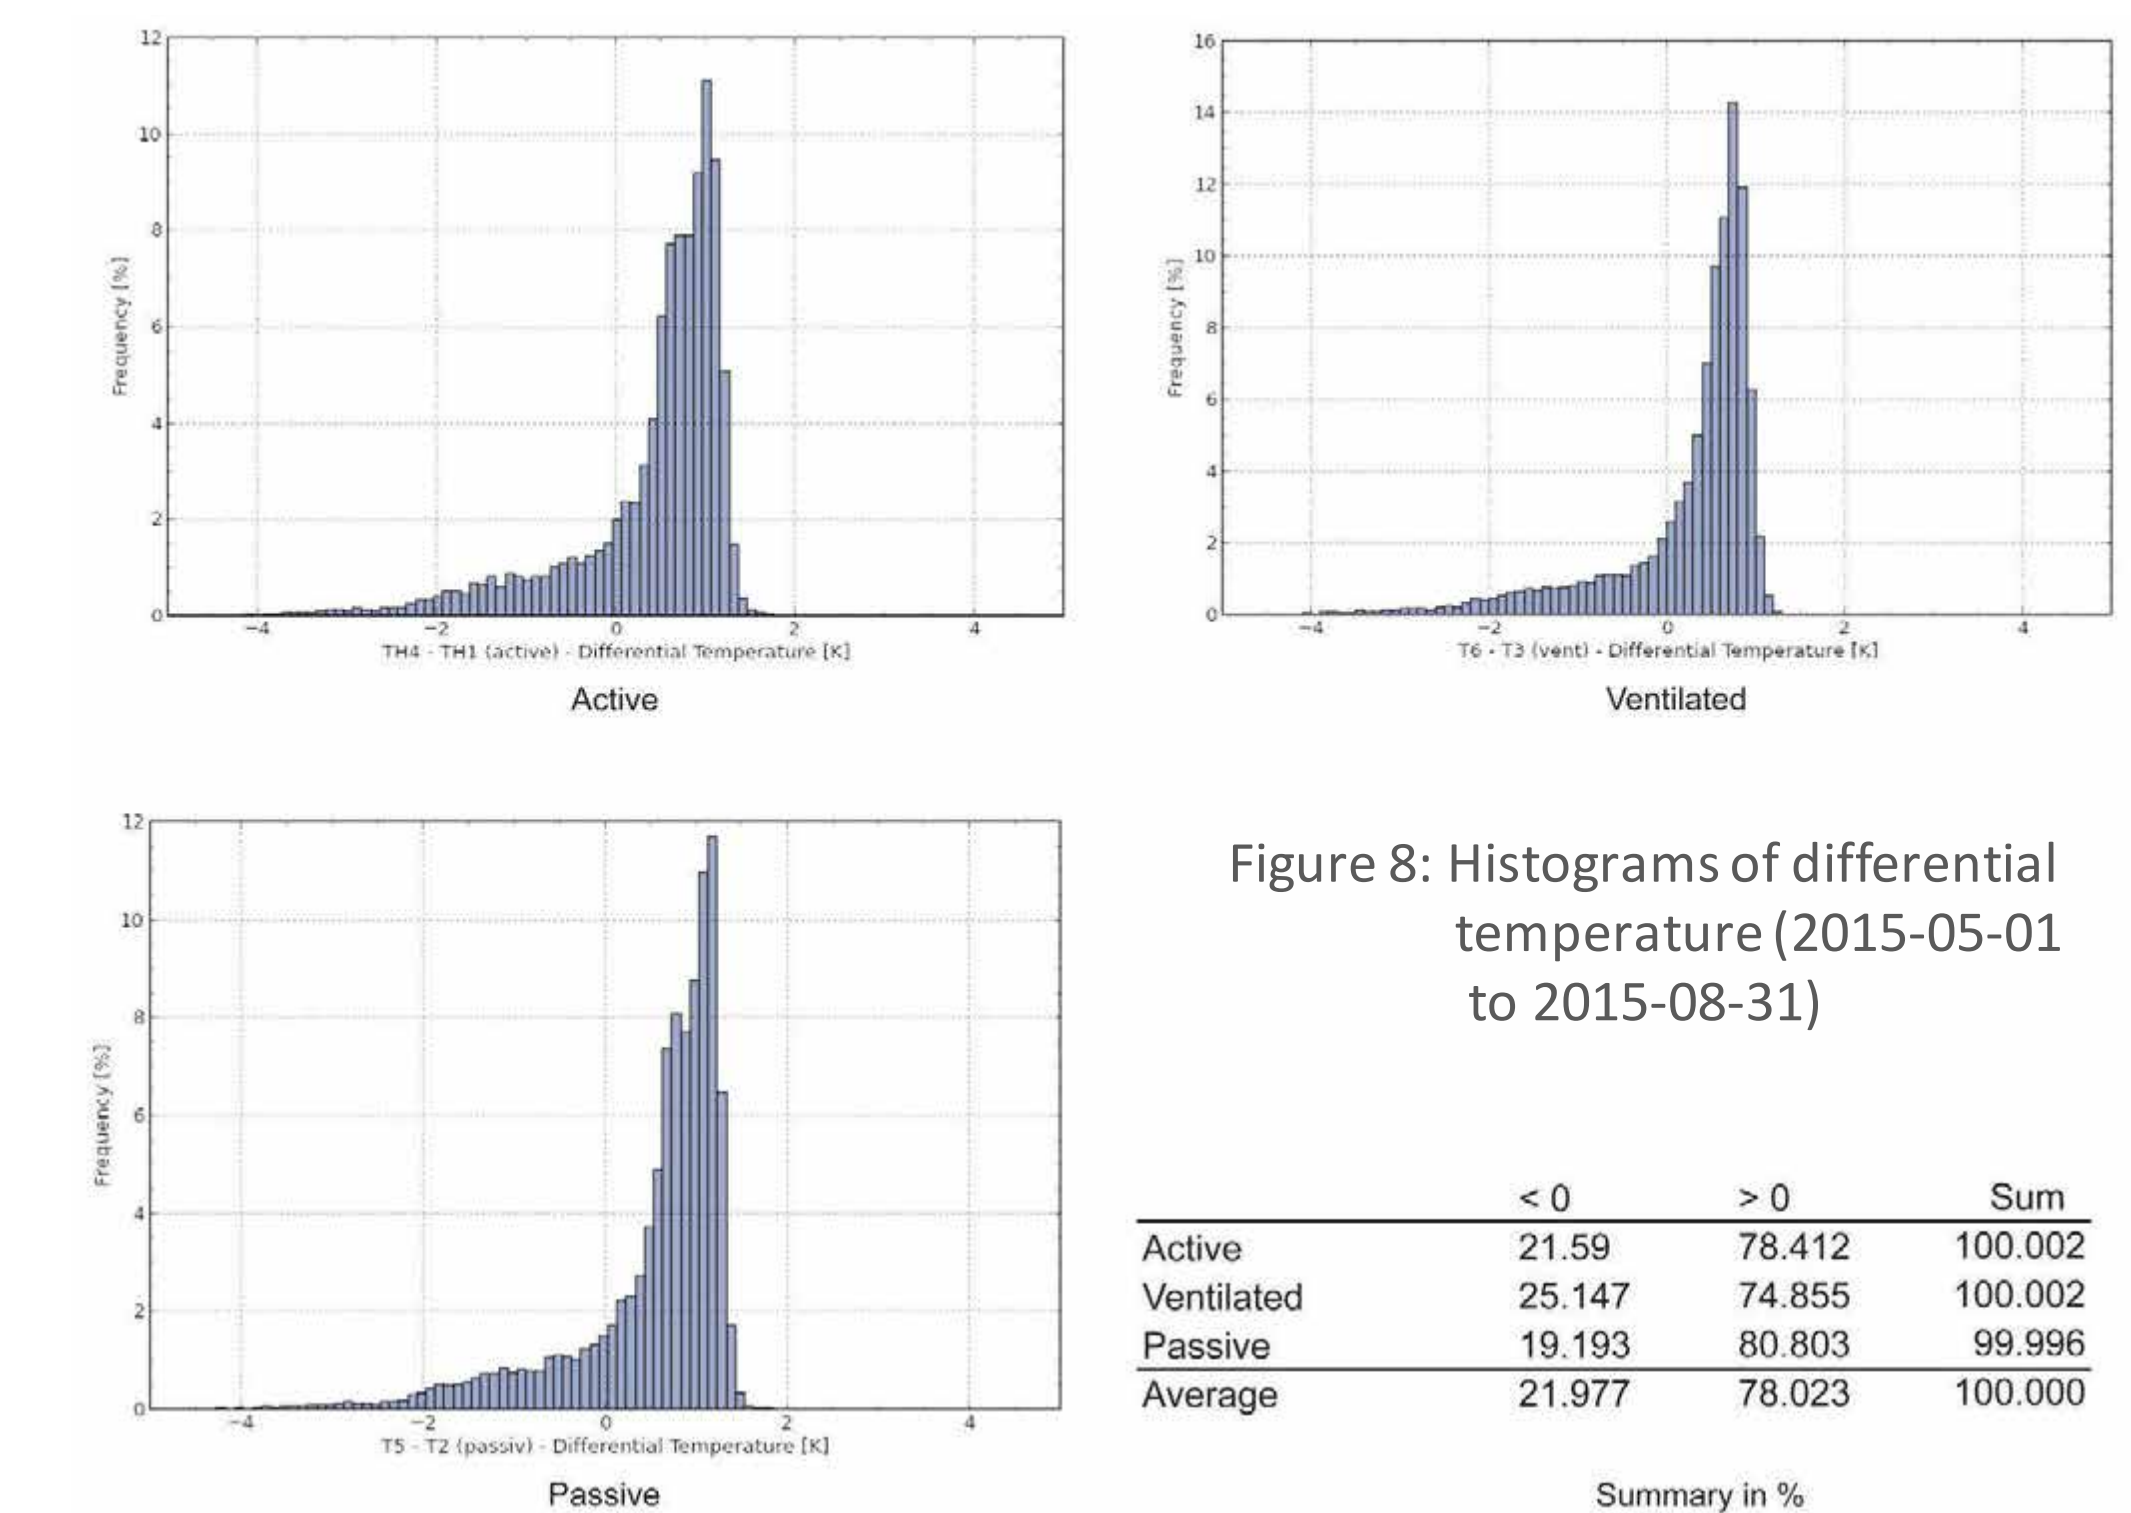 12
10
8
6
4
2
0
Frequency [%]
−4 −2 0 2 4
TH4 - TH1 (active) - Differential Temperature [K]
Active
16
14
12
10
8
6
4
2
0
Frequency [%]
−4 −2 0 2 4
T6 - T3 (vent) - Differential Temperature [K]
Ventilated
12
10
8
6
4
2
0
Frequency [%]
−4 −2 0 2 4
T5 - T2 (passiv) - Differential Temperature [K]
Passive
Figure 8: Histograms of differential
temperature (2015-05-01
to 2015-08-31)
< 0 > 0 Sum
Active 21.59 78.412 100.002
Ventilated 25.147 74.855 100.002
Passive 19.193 80.803 99.996
Average 21.977 78.023 100.000
Summary in %